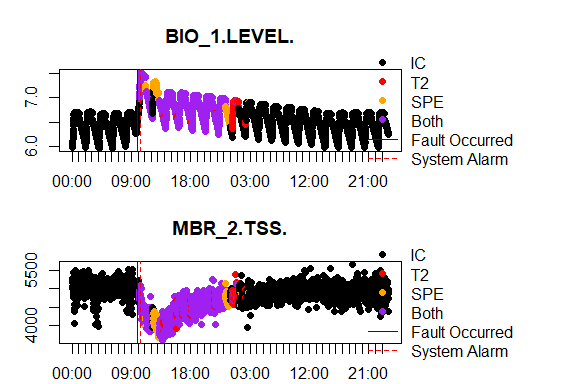 BIO_1.LEVEL.
7.0
6.0
00:00 09:00 18:00 03:00 12:00 21:00
IC
T2
SPE
Both
Fault Occurred
System Alarm
MBR_2.TSS.
5500
4000
00:00 09:00 18:00 03:00 12:00 21:00
IC
T2
SPE
Both
Fault Occurred
System Alarm